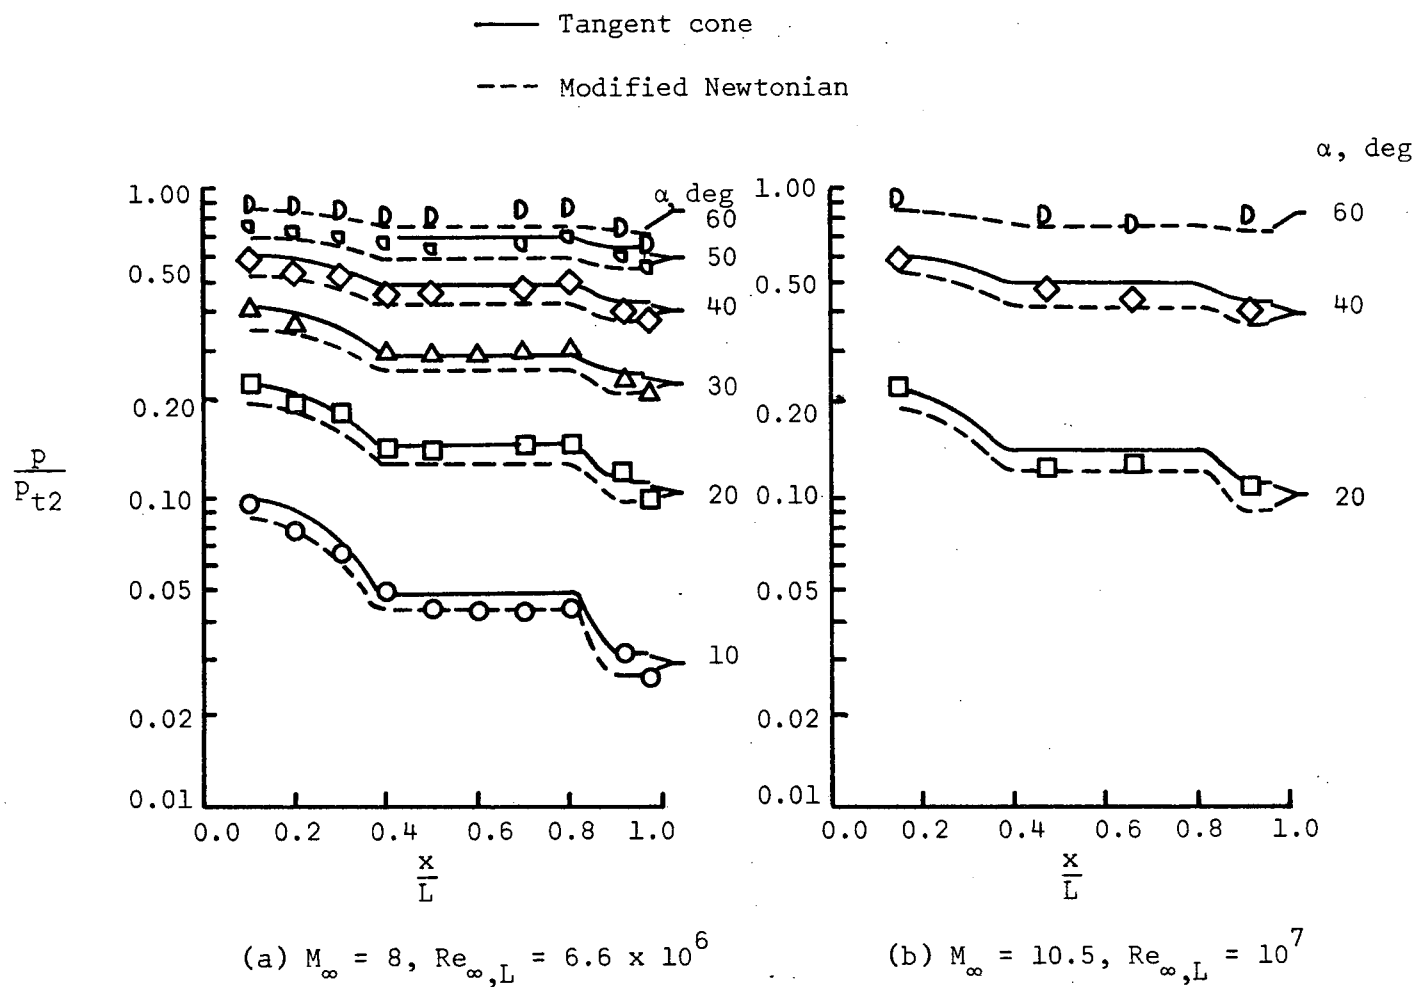 Tangent cone
Modified Newtonian
α, deg
α, deg
1.00
0.50
0.20
0.10
0.05
0.02
0.01
p
p_t2
60
50
40
30
20
10
0.0 0.2 0.4 0.6 0.8 1.0
x
L
(a) M_∞ = 8, Re_∞,L = 6.6 x 10^6
1.00
0.50
0.20
0.10
0.05
0.02
0.01
60
40
20
0.0 0.2 0.4 0.6 0.8 1.0
x
L
(b) M_∞ = 10.5, Re_∞,L = 10^7